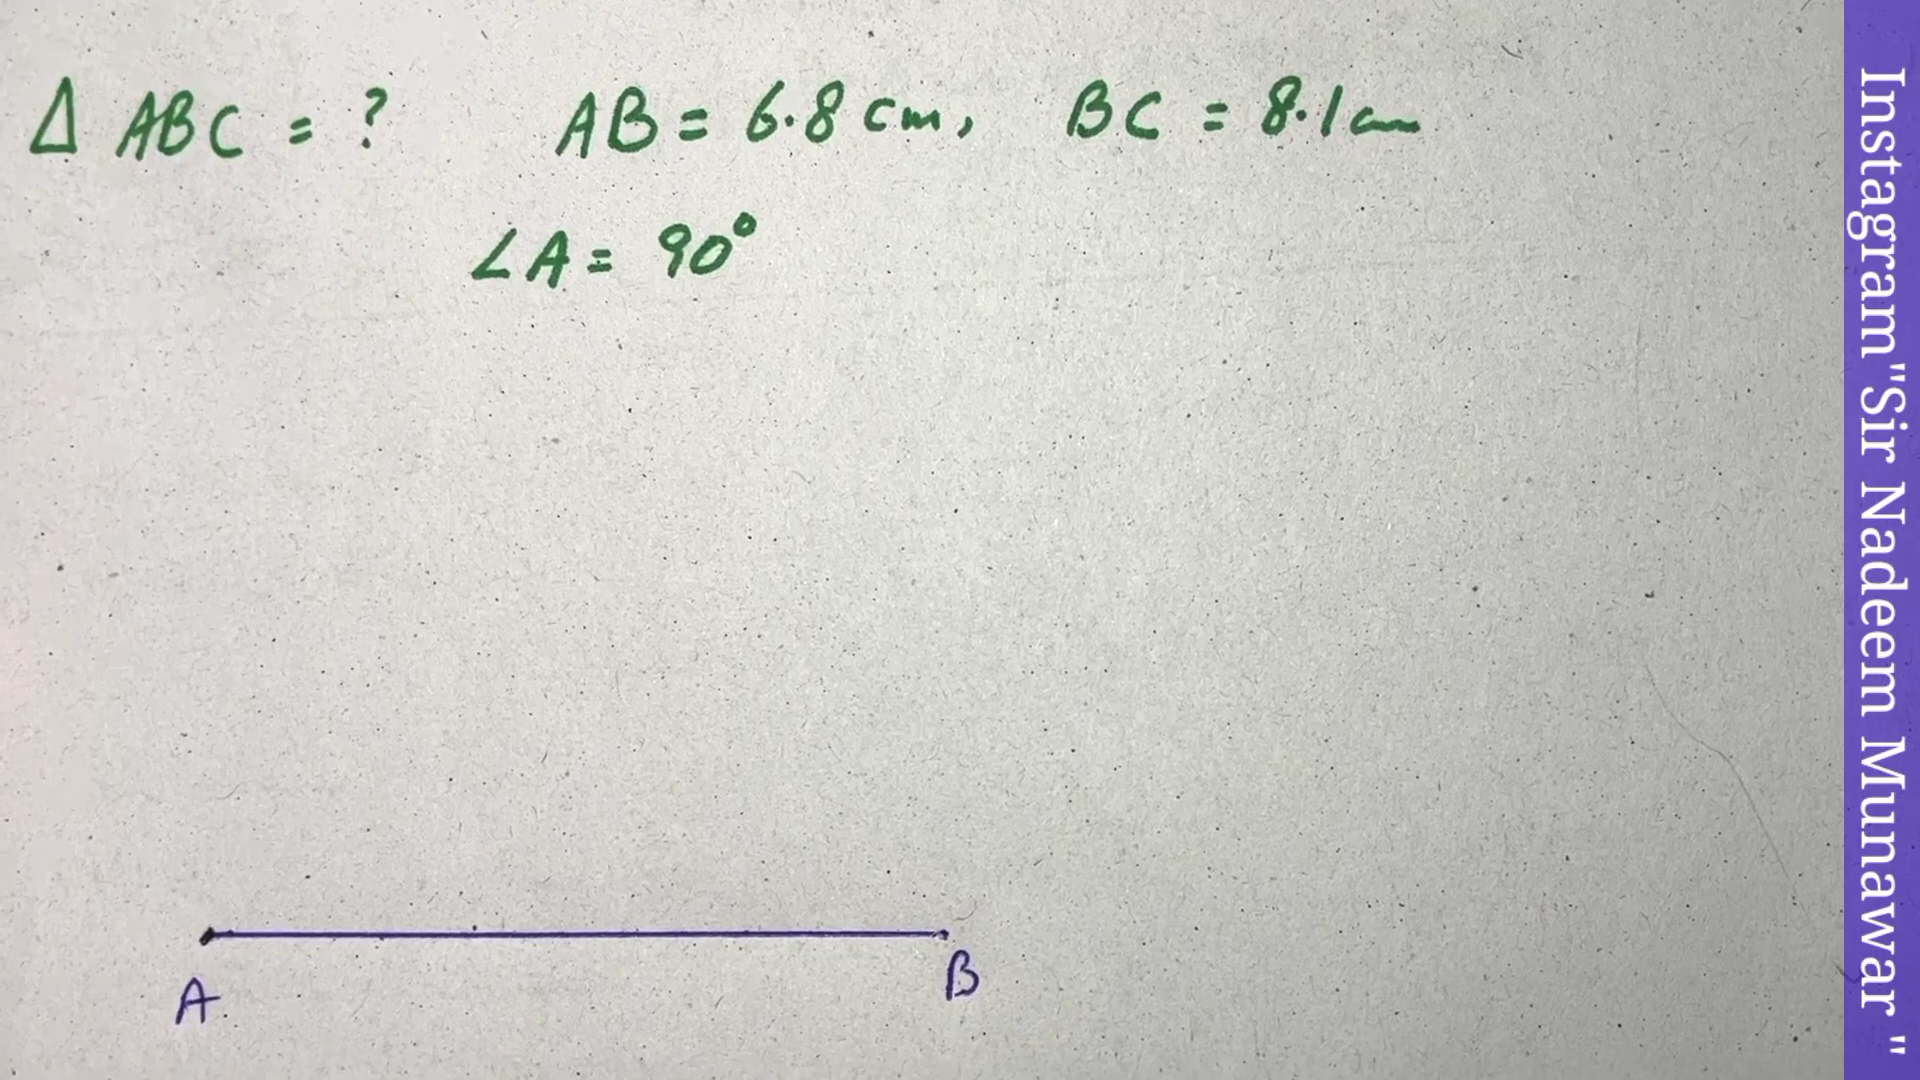 Δ ABC = ? AB = 6.8 cm, BC = 8.1 cm
∠A = 90°
A B
Instagram "Sir Nadeem Munawar "